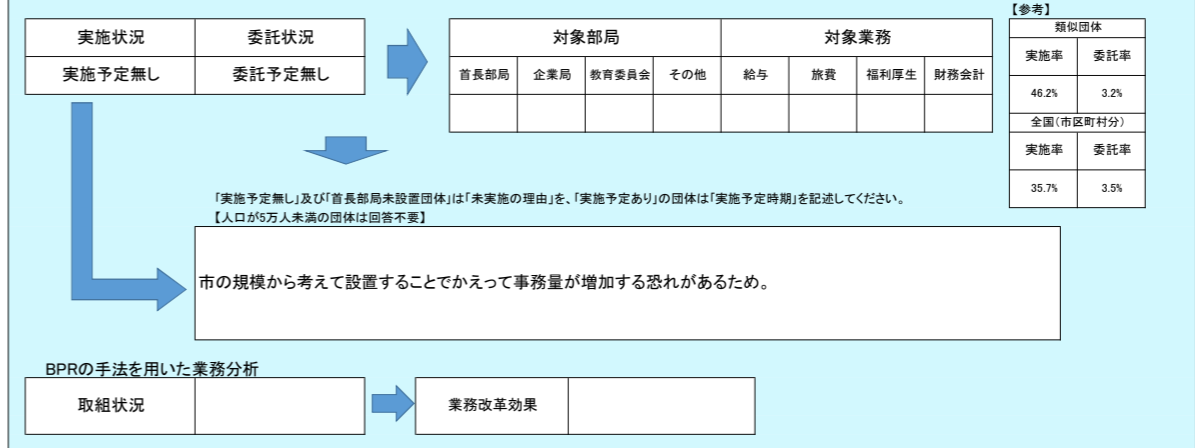 【参考】
実施状況 委託状況
実施予定無し 委託予定無し
対象部局 対象業務
首長部局 企業局 教育委員会 その他 給与 旅費 福利厚生 財務会計
類似団体
実施率 委託率
46.2% 3.2%
全国(市区町村分)
実施率 委託率
35.7% 3.5%
「実施予定無し」及び「首長部局未設置団体」は「未実施の理由」を、「実施予定あり」の団体は「実施予定時期」を記述してください。
【人口が5万人未満の団体は回答不要】
市の規模から考えて設置することでかえって事務量が増加する恐れがあるため。
BPRの手法を用いた業務分析
取組状況 業務改革効果